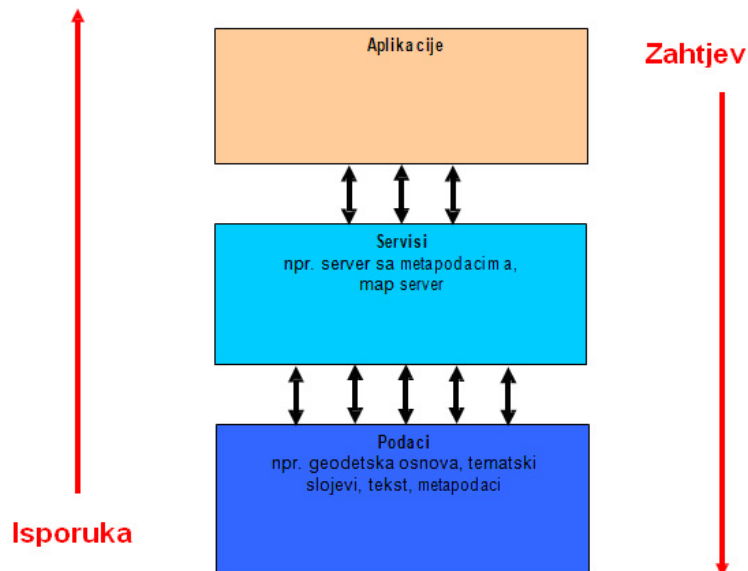 Aplikacije
Zahtjev
Servisi
npr. server sa metapodacima,
map server
Podaci
npr. geodetska osnova, tematski
slojevi, tekst, metapodaci
Isporuka